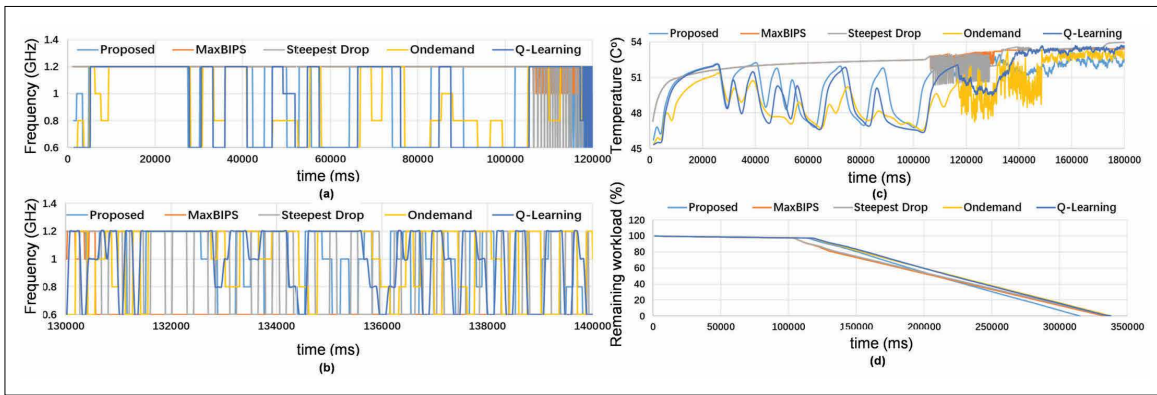 Proposed MaxBIPS Steepest Drop Ondemand Q-Learning
Frequency (GHz)
1.4
1.2
1
0.8
0.6
0 20000 40000 60000 80000 100000 120000
time (ms)
(a)
Proposed MaxBIPS Steepest Drop Ondemand Q-Learning
Frequency (GHz)
1.4
1.2
1
0.8
0.6
130000 132000 134000 136000 138000 140000
time (ms)
(b)
Proposed MaxBIPS Steepest Drop Ondemand Q-Learning
Temperature (Cº)
54
51
48
45
0 20000 40000 60000 80000 100000 120000 140000 160000 180000
time (ms)
(c)
Proposed MaxBIPS Steepest Drop Ondemand Q-Learning
Remaining workload (%)
120
100
80
60
40
20
0
0 50000 100000 150000 200000 250000 300000 350000
time (ms)
(d)